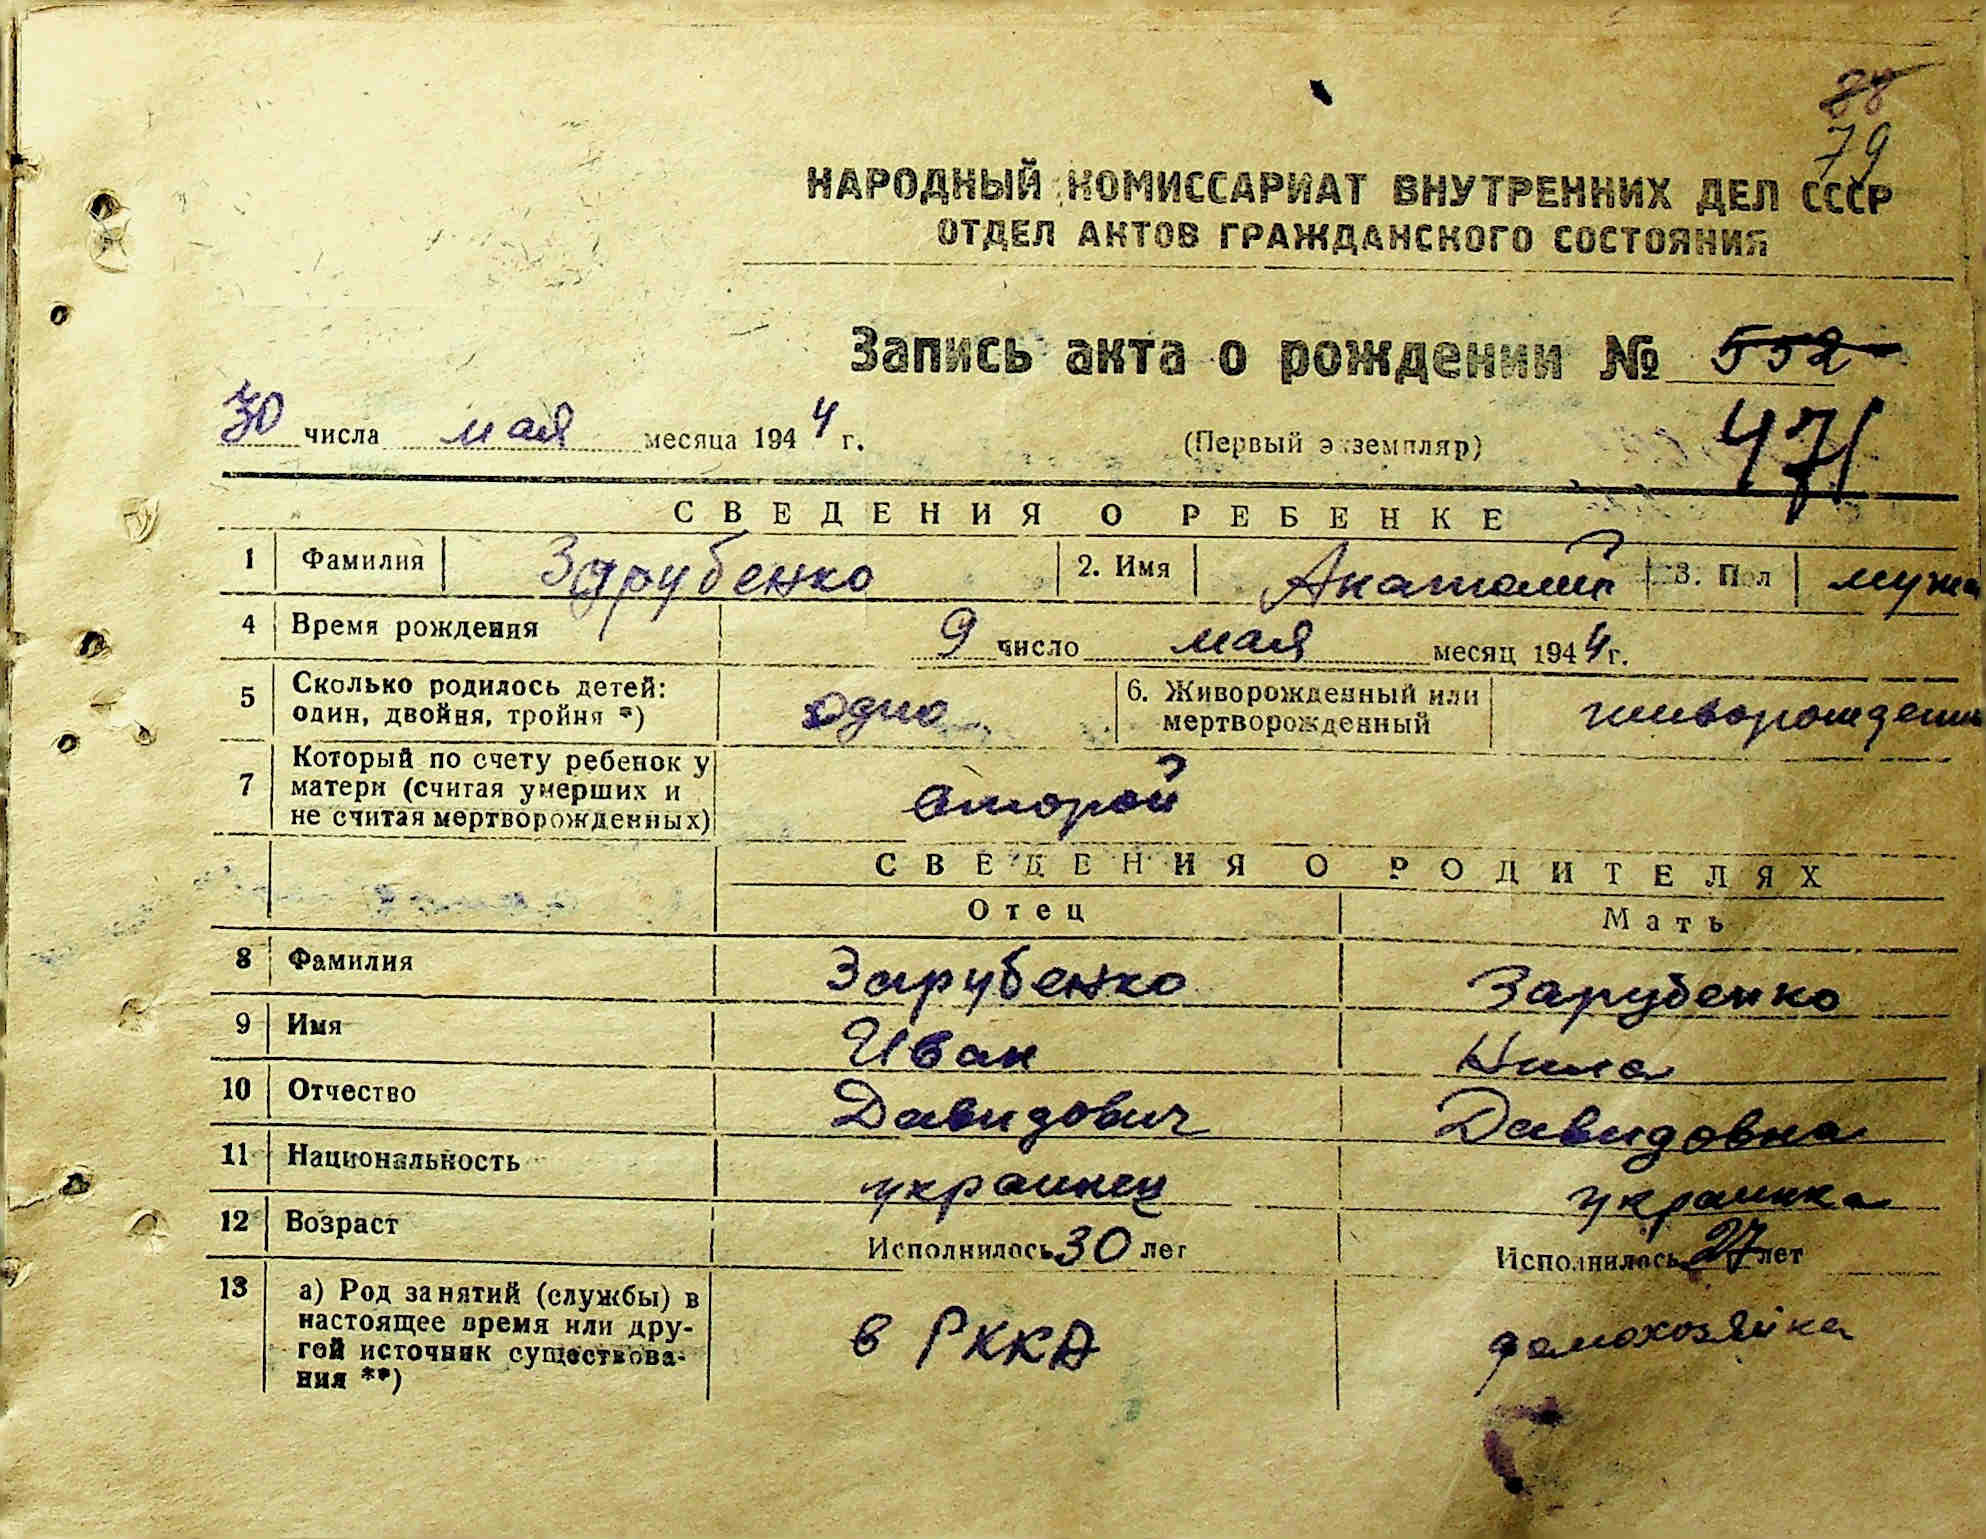 88
79
НАРОДНЫЙ КОМИССАРИАТ ВНУТРЕННИХ ДЕЛ СССР
ОТДЕЛ АКТОВ ГРАЖДАНСКОГО СОСТОЯНИЯ
Запись акта о рождении № 552
471
30 числа мая месяца 1944 г. (Первый экземпляр)
СВЕДЕНИЯ О РЕБЕНКЕ
1 Фамилия Зарубенко 2. Имя Анатолий 3. Пол муж
4 Время рождения 9 число мая месяц 1944 г.
5 Сколько родилось детей: один, двойня, тройня *) одно 6. Живорожденный или мертворожденный живорожденн
7 Который по счету ребенок у
матери (считая умерших и
не считая мертворожденных) второй
СВЕДЕНИЯ О РОДИТЕЛЯХ
Отец Мать
8 Фамилия Зарубенко Зарубенко
9 Имя Иван Нина
10 Отчество Давидович Давидовна
11 Национальность украинец украинка
12 Возраст Исполнилось 30 лет Исполнилось 27 лет
13 а) Род занятий (службы) в
настоящее время или дру-
гой источник существова-
ния **) в РККА домохозяйка